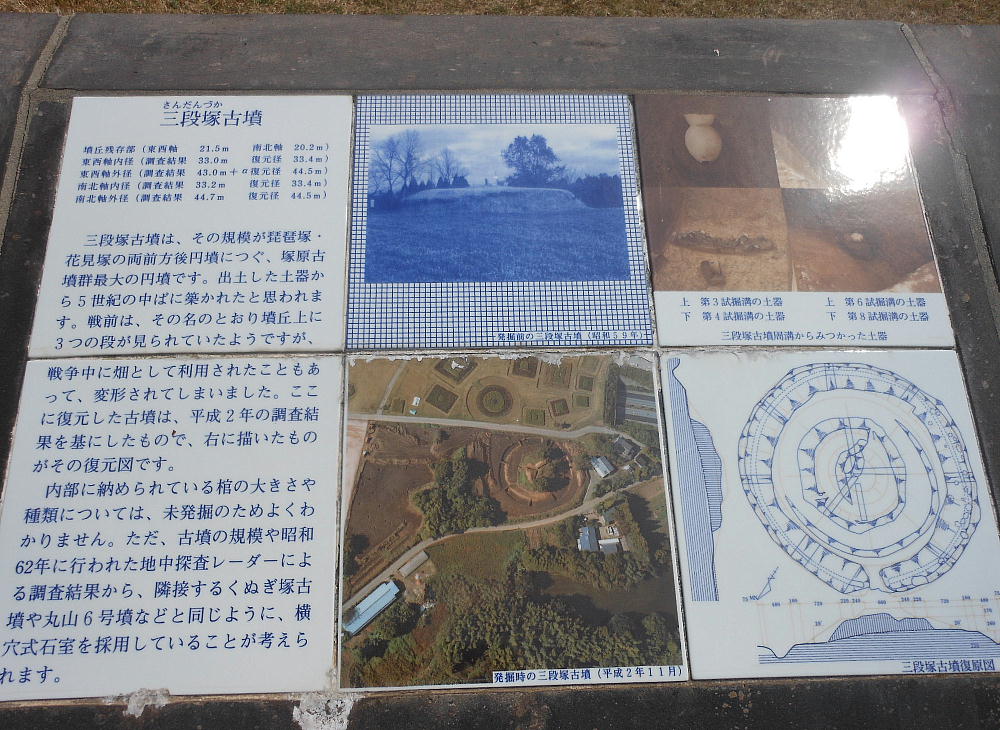 さんだんづか
三段塚古墳
墳丘残存部(東西軸 21.5m 南北軸 20.2m)
東西軸内径(調査結果 33.0m 復元径 33.4m)
東西軸外径(調査結果 43.0m+α復元径 44.5m)
南北軸内径(調査結果 33.2m 復元径 33.4m)
南北軸外径(調査結果 44.7m 復元径 44.5m)
三段塚古墳は、その規模が琵琶塚・
花見塚の両前方後円墳につぐ、塚原古
墳群最大の円墳です。出土した土器か
ら5世紀の中ばに築かれたと思われま
す。戦前は、その名のとおり墳丘上に
3つの段が見られていたようですが、
戦争中に畑として利用されたこともあ
って、変形されてしまいました。ここ
に復元した古墳は、平成2年の調査結
果を基にしたもので、右に描いたもの
がその復元図です。
内部に納められている棺の大きさや
種類については、未発掘のためよくわ
かりません。ただ、古墳の規模や昭和
62年に行われた地中探査レーダーによ
る調査結果から、隣接するくぬぎ塚古
墳や丸山6号墳などと同じように、横
穴式石室を採用していることが考えら
れます。
発掘前の三段塚古墳(昭和59年)
上 第3試掘溝の土器 上 第6試掘溝の土器
下 第4試掘溝の土器 下 第8試掘溝の土器
三段塚古墳周溝からみつかった土器
発掘時の三段塚古墳(平成2年11月)
三段塚古墳復原図